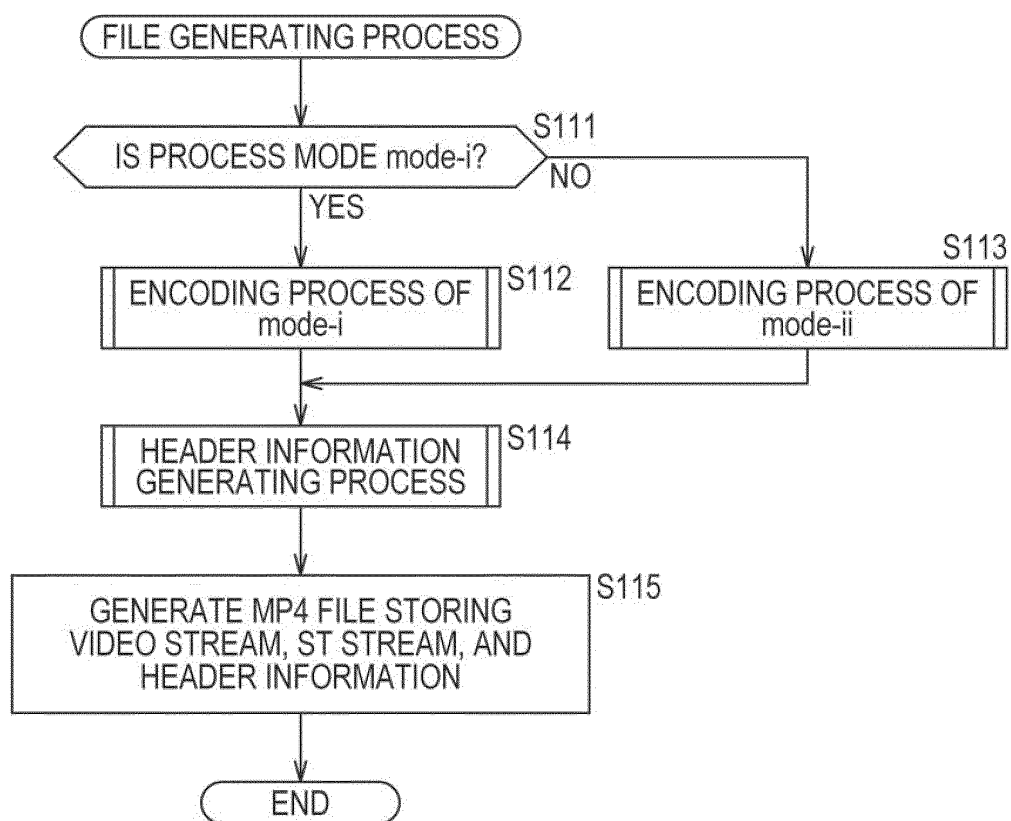 FILE GENERATING PROCESS
S111
IS PROCESS MODE mode-i?
NO
YES
S112
ENCODING PROCESS OF
mode-i
S113
ENCODING PROCESS OF
mode-ii
S114
HEADER INFORMATION
GENERATING PROCESS
S115
GENERATE MP4 FILE STORING
VIDEO STREAM, ST STREAM, AND
HEADER INFORMATION
END